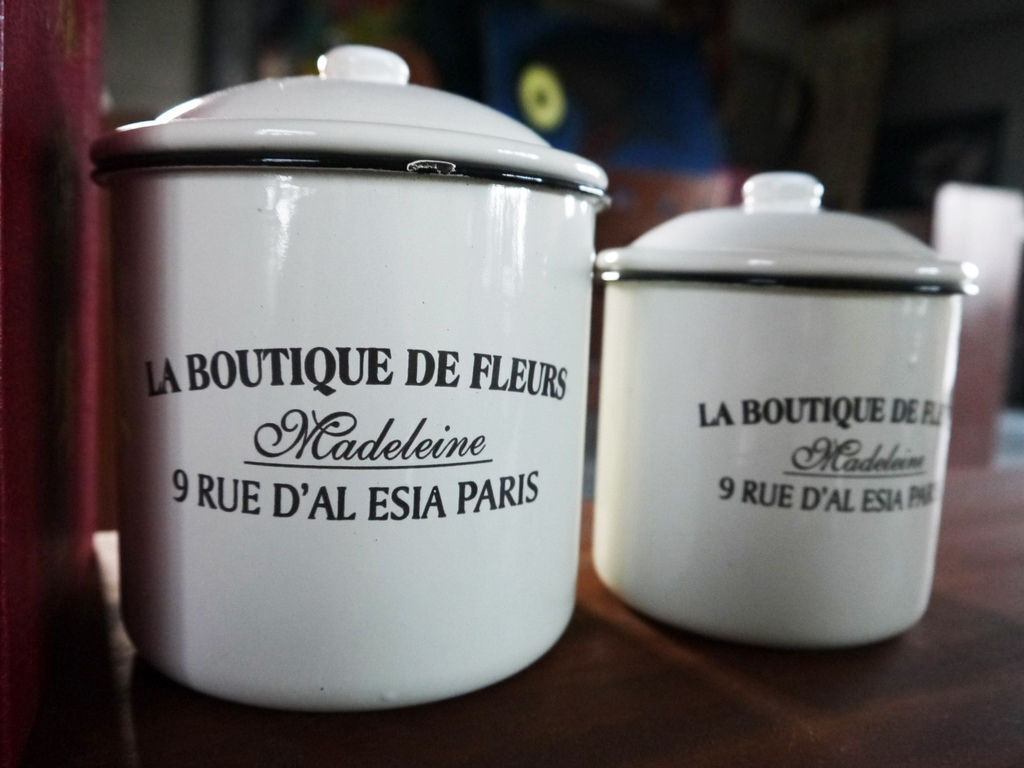 LA BOUTIQUE DE FLEURS
Madeleine
9 RUE D'AL ESIA PARIS
LA BOUTIQUE DE
Madeleine
9 RUE D'AL ESIA